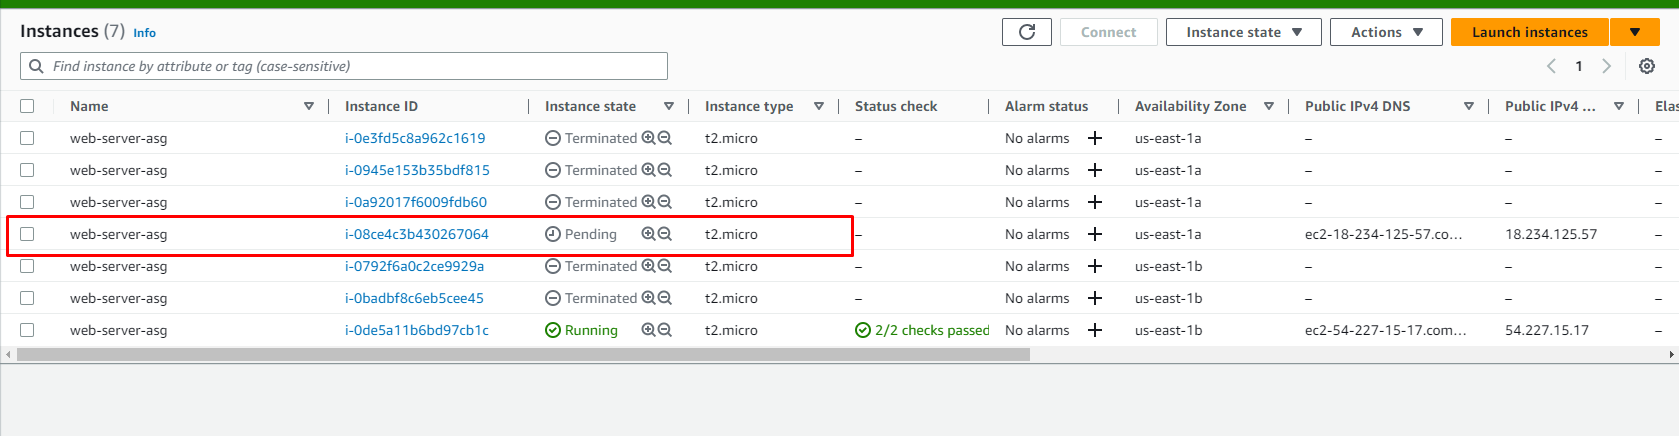 Instances (7) Info
Connect Instance state Actions Launch instances
Find instance by attribute or tag (case-sensitive)
1
Name Instance ID Instance state Instance type Status check Alarm status Availability Zone Public IPv4 DNS Public IPv4 ... Elas
web-server-asg i-0e3fd5c8a962c1619 Terminated t2.micro – No alarms + us-east-1a – – –
web-server-asg i-0945e153b35bdf815 Terminated t2.micro – No alarms + us-east-1a – – –
web-server-asg i-0a92017f6009fdb60 Terminated t2.micro – No alarms + us-east-1a – – –
web-server-asg i-08ce4c3b430267064 Pending t2.micro – No alarms + us-east-1a ec2-18-234-125-57.co... 18.234.125.57 –
web-server-asg i-0792f6a0c2ce9929a Terminated t2.micro – No alarms + us-east-1b – – –
web-server-asg i-0badbf8c6eb5cee45 Terminated t2.micro – No alarms + us-east-1b – – –
web-server-asg i-0de5a11b6bd97cb1c Running t2.micro 2/2 checks passed No alarms + us-east-1b ec2-54-227-15-17.com... 54.227.15.17 –